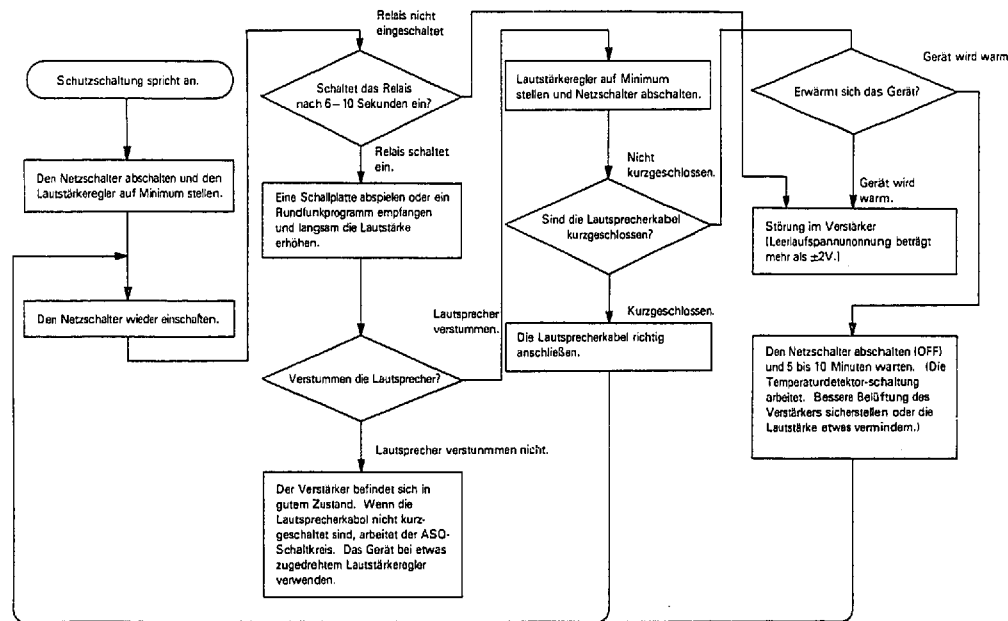 Schutzschaltung spricht an.
Den Netzschalter abschalten und den
Lautstärkeregler auf Minimum stellen.
Den Netzschalter wieder einschaften.
Relais nicht
eingeschaltet
Schaltet das Relais
nach 6–10 Sekunden ein?
Relais schaltet
ein.
Eine Schallplatte abspielen oder ein
Rundfunkprogramm empfangen
und langsam die Lautstärke
erhöhen.
Lautsprecher
verstummen.
Verstummen die Lautsprecher?
Lautsprecher verstunmmen nicht.
Der Verstärker befindet sich in
gutem Zustand. Wenn die
Lautsprecherkabol nicht kurz-
geschaltet sind, arbeitet der ASO-
Schaltkreis. Das Gerät bei etwas
zugedrehtem Lautstärkeregler
verwenden.
Lautstärkeregler auf Minimum
stellen und Netzschalter abschalten.
Nicht
kurzgeschlossen.
Sind die Lautsprecherkabel
kurzgeschlossen?
Kurzgeschlossen.
Die Lautsprecherkabel richtig
anschließen.
Gerät wird warm.
Erwärmt sich das Gerät?
Gerät wird
warm.
Störung im Verstärker
(Leerlaufspannunonnung beträgt
mehr als ±2V.)
Den Netzschalter abschalten (OFF)
und 5 bis 10 Minuten warten. (Die
Temperaturdetektor-schaltung
arbeitet. Bessere Belüftung des
Verstärkers sicherstellen oder die
Lautstärke etwas vermindern.)